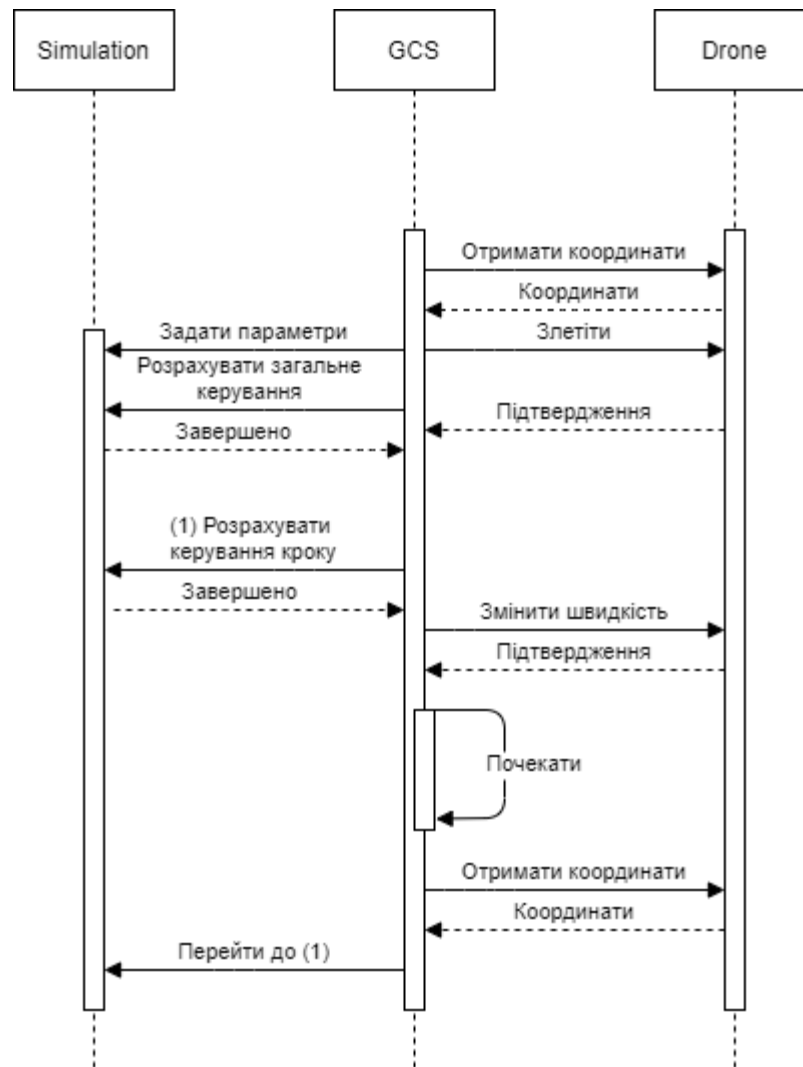 Simulation
GCS
Drone
Отримати координати
Координати
Задати параметри
Злетіти
Розрахувати загальне
керування
Підтвердження
Завершено
(1) Розрахувати
керування кроку
Завершено
Змінити швидкість
Підтвердження
Почекати
Отримати координати
Координати
Перейти до (1)